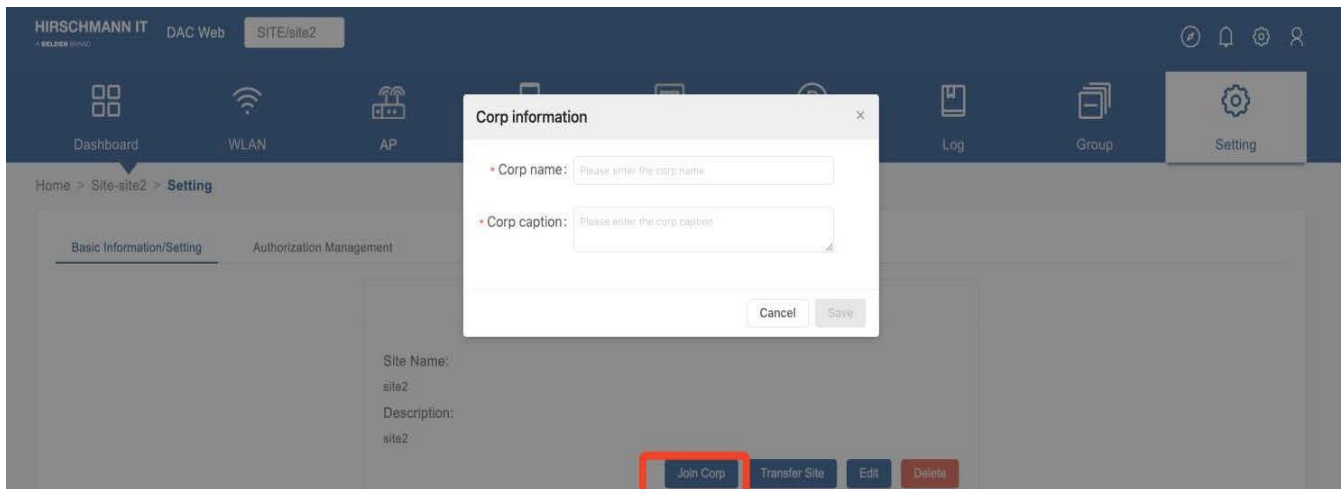 HIRSCHMANN IT DAC Web SITE/site2
A BELDEN BRAND
Dashboard WLAN AP Log Group Setting
Home > Site-site2 > Setting
Corp information
* Corp name: Please enter the corp name
* Corp caption: Please enter the corp caption
Cancel Save
Basic Information/Setting Authorization Management
Site Name:
site2
Description:
site2
Join Corp Transfer Site Edit Delete